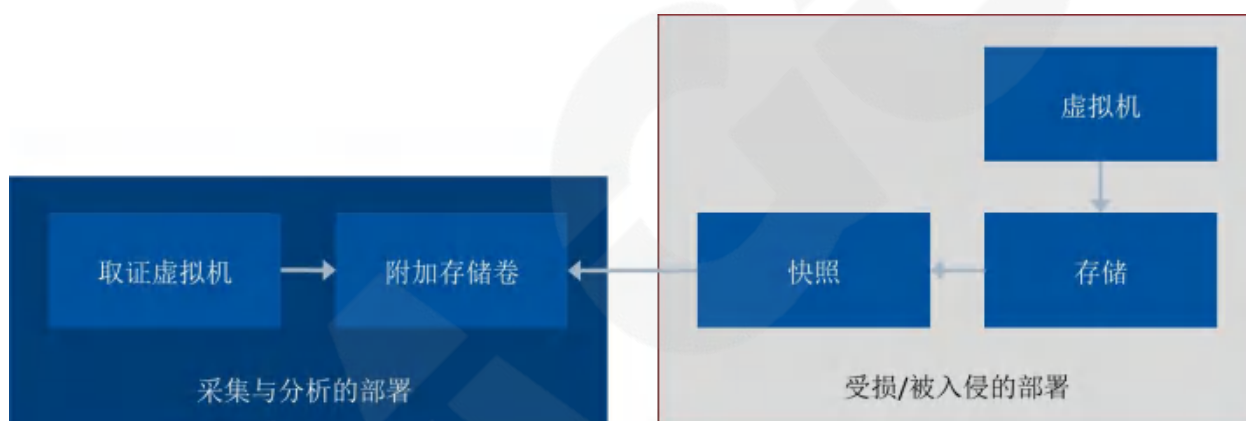 虚拟机
取证虚拟机
附加存储卷
快照
存储
采集与分析的部署
受损/被入侵的部署